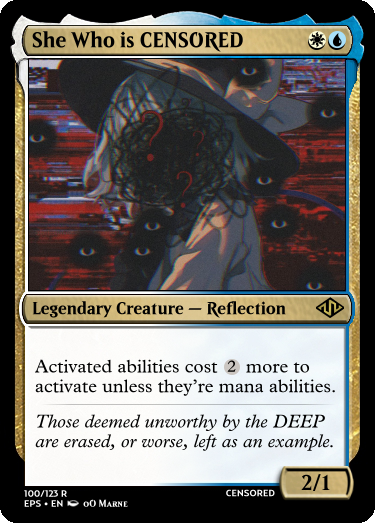 She Who is CENSORED
? ?
Legendary Creature — Reflection
Activated abilities cost 2 more to
activate unless they're mana abilities.
Those deemed unworthy by the DEEP
are erased, or worse, left as an example.
2/1
100/123 R
EPS • EN oO Marne
CENSORED